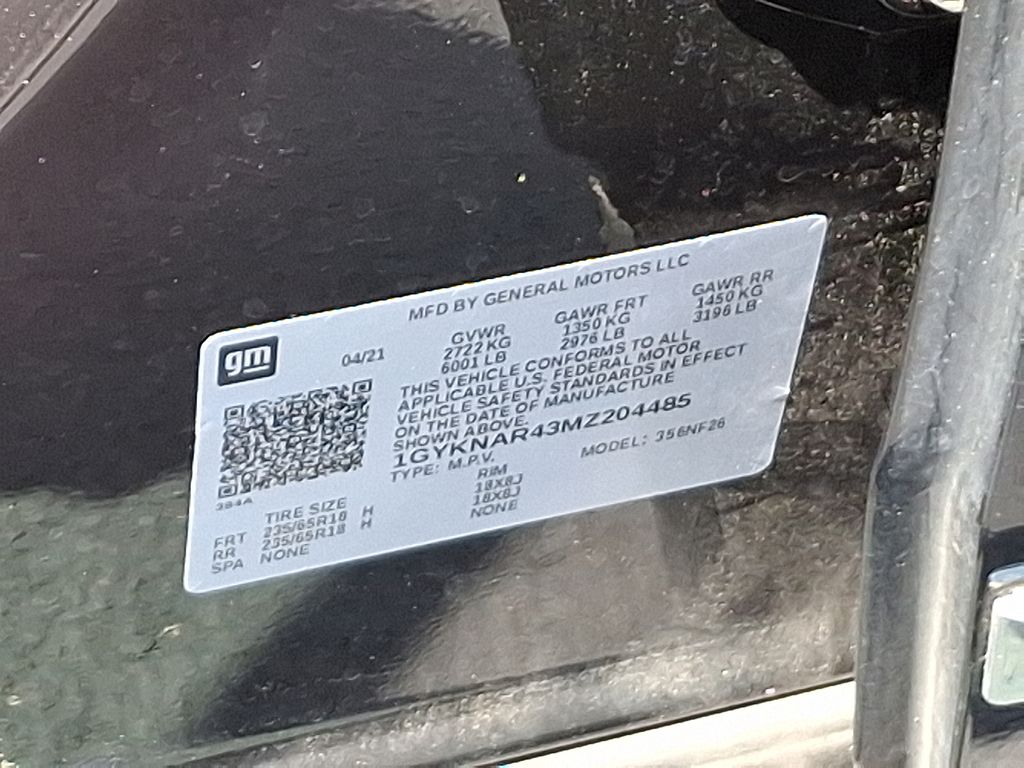 MFD BY GENERAL MOTORS LLC
gm
04/21
GVWR GAWR FRT GAWR RR
2722 KG 1350 KG 1450 KG
6001 LB 2976 LB 3196 LB
THIS VEHICLE CONFORMS TO ALL
APPLICABLE U.S. FEDERAL MOTOR
VEHICLE SAFETY STANDARDS IN EFFECT
ON THE DATE OF MANUFACTURE
SHOWN ABOVE.
1GYKNAR43MZ204485
TYPE: M.P.V. MODEL: 356NF26
384A
TIRE SIZE RIM
FRT 235/65R18 H 18X8J
RR 235/65R18 H 18X8J
SPA NONE NONE